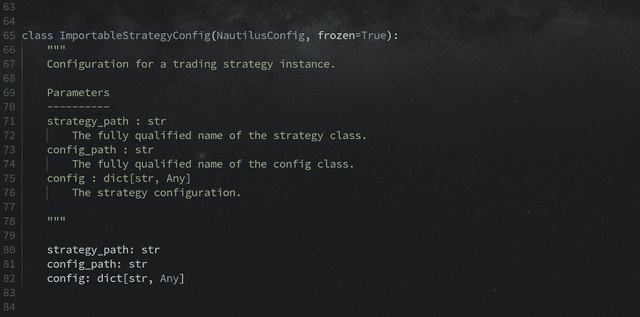 63
64
65 class ImportableStrategyConfig(NautilusConfig, frozen=True):
66     """
67     Configuration for a trading strategy instance.
68
69     Parameters
70     ----------
71     strategy_path : str
72         The fully qualified name of the strategy class.
73     config_path : str
74         The fully qualified name of the config class.
75     config : dict[str, Any]
76         The strategy configuration.
77
78     """
79
80     strategy_path: str
81     config_path: str
82     config: dict[str, Any]
83
84